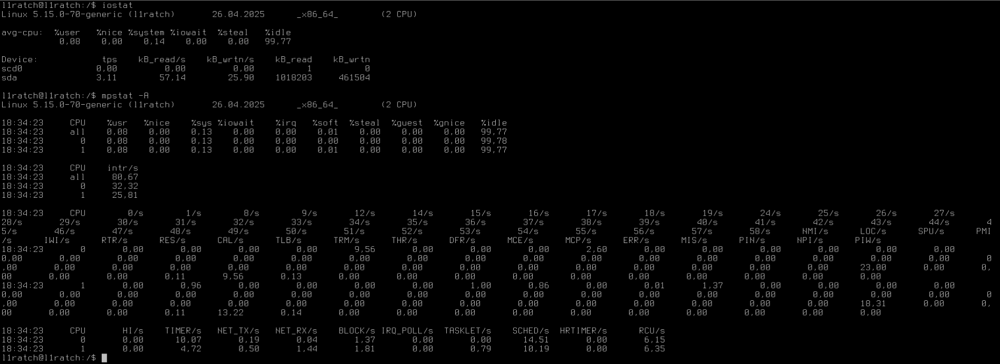 l1ratch@l1ratch:/$ iostat
Linux 5.15.0-70-generic (l1ratch) 26.04.2025 _x86_64_ (2 CPU)
avg-cpu: %user %nice %system %iowait %steal %idle
0,08 0,00 0,14 0,00 0,00 99,77
Device: tps kB_read/s kB_wrtn/s kB_read kB_wrtn
scd0 0,00 0,00 0,00 1 0
sda 3,11 57,14 25,90 1018203 461504
l1ratch@l1ratch:/$ mpstat -A
Linux 5.15.0-70-generic (l1ratch) 26.04.2025 _x86_64_ (2 CPU)
18:34:23 CPU %usr %nice %sys %iowait %irq %soft %steal %guest %gnice %idle
18:34:23 all 0,08 0,00 0,13 0,00 0,00 0,01 0,00 0,00 0,00 99,77
18:34:23 0 0,08 0,00 0,13 0,00 0,00 0,00 0,00 0,00 0,00 99,78
18:34:23 1 0,08 0,00 0,13 0,00 0,00 0,01 0,00 0,00 0,00 99,77
18:34:23 CPU intr/s
18:34:23 all 80,67
18:34:23 0 32,32
18:34:23 1 25,81
18:34:23 CPU 0/s 1/s 8/s 9/s 12/s 14/s 15/s 16/s 17/s 18/s 19/s 24/s 25/s 26/s 27/s
28/s 29/s 30/s 31/s 32/s 33/s 34/s 35/s 36/s 37/s 38/s 39/s 40/s 41/s 42/s 43/s 44/s 4
5/s 46/s 47/s 48/s 49/s 50/s 51/s 52/s 53/s 54/s 55/s 56/s 57/s 58/s NMI/s LOC/s SPU/s PMI
/s IWI/s RTR/s RES/s CAL/s TLB/s TRM/s THR/s DFR/s MCE/s MCP/s ERR/s MIS/s PIN/s NPI/s PIW/s
18:34:23 0 0,00 0,00 0,00 0,00 9,56 0,00 0,00 0,00 2,60 0,00 0,00 0,00 0,00 0,00 0,00
0,00 0,00 0,00 0,00 0,00 0,00 0,00 0,00 0,00 0,00 0,00 0,00 0,00 0,00 0,00 0,00 0,00 0
,00 0,00 0,00 0,00 0,00 0,00 0,00 0,00 0,00 0,00 0,00 0,00 0,00 0,00 0,00 23,00 0,00 0,
00 0,00 0,00 0,11 9,56 0,13 0,00 0,00 0,00 0,00 0,00 0,00 0,00 0,00 0,00 0,00
18:34:23 1 0,00 0,96 0,00 0,00 0,00 0,00 1,00 0,86 0,00 0,01 1,37 0,00 0,00 0,00 0,00
0,00 0,00 0,00 0,00 0,00 0,00 0,00 0,00 0,00 0,00 0,00 0,00 0,00 0,00 0,00 0,00 0,00 0
,00 0,00 0,00 0,00 0,00 0,00 0,00 0,00 0,00 0,00 0,00 0,00 0,00 0,00 0,00 18,31 0,00 0,
00 0,00 0,00 0,11 13,22 0,14 0,00 0,00 0,00 0,00 0,00 0,00 0,00 0,00 0,00 0,00
18:34:23 CPU HI/s TIMER/s NET_TX/s NET_RX/s BLOCK/s IRQ_POLL/s TASKLET/s SCHED/s HRTIMER/s RCU/s
18:34:23 0 0,00 10,07 0,19 0,04 1,37 0,00 0,00 14,51 0,00 6,15
18:34:23 1 0,00 4,72 0,50 1,44 1,81 0,00 0,79 10,19 0,00 6,35
l1ratch@l1ratch:/$